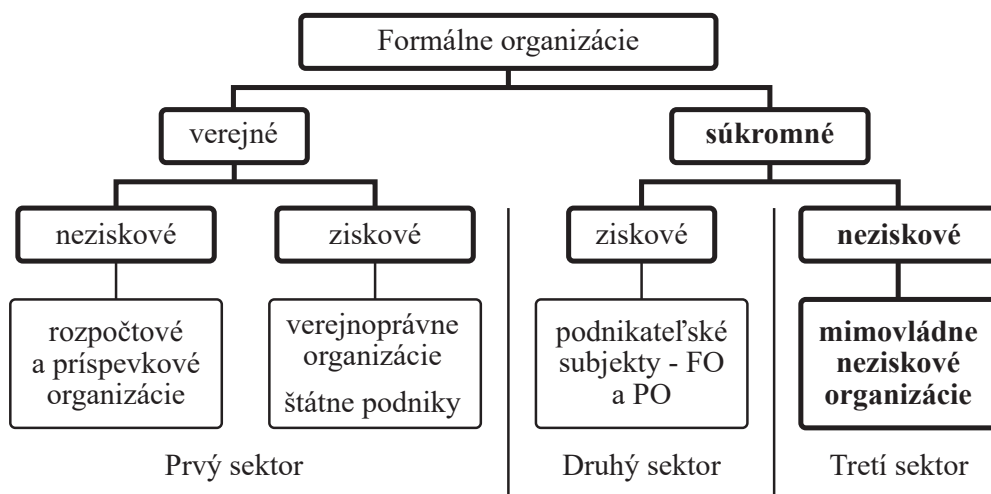 Formálne organizácie
verejné
súkromné
neziskové
ziskové
ziskové
neziskové
rozpočtové
a príspevkové
organizácie
verejnoprávne
organizácie
štátne podniky
podnikateľské
subjekty - FO
a PO
mimovládne
neziskové
organizácie
Prvý sektor
Druhý sektor
Tretí sektor